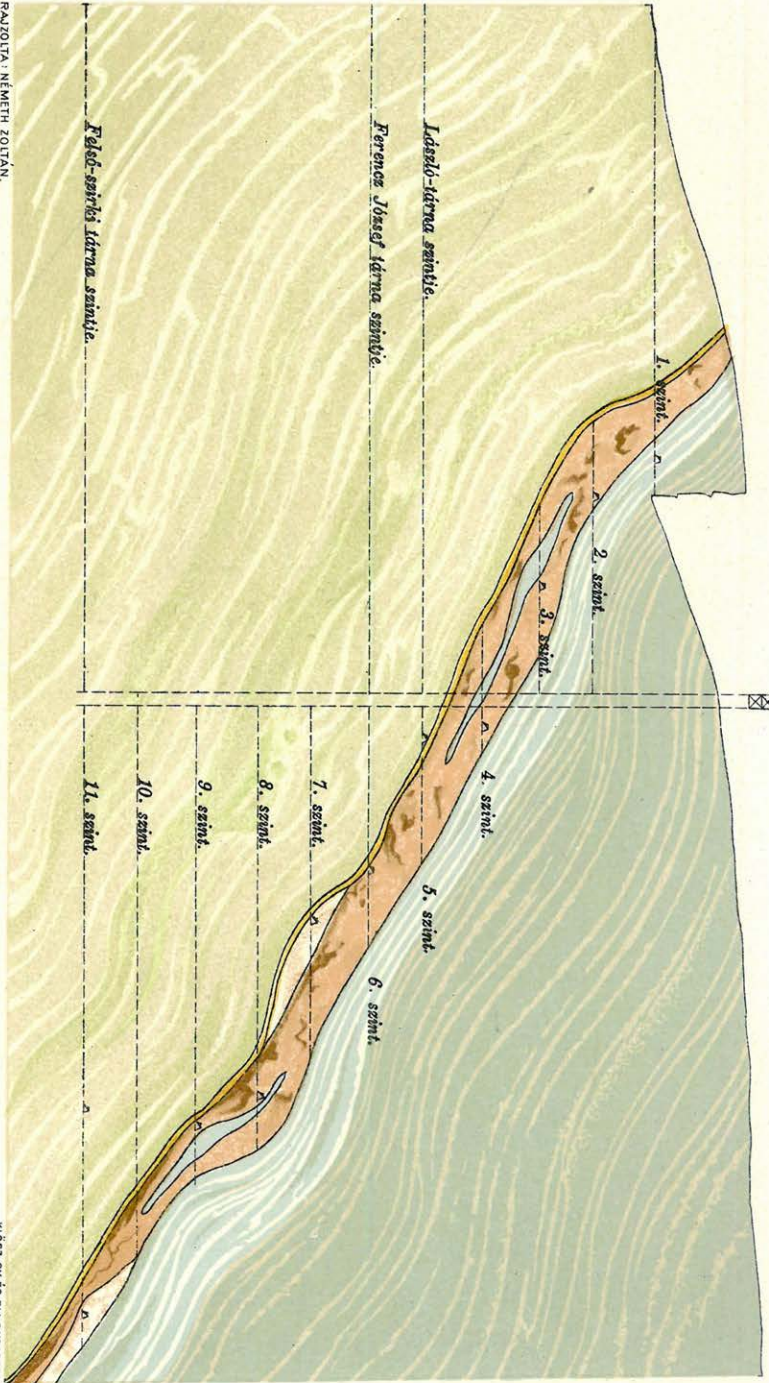 1. szint.
2. szint.
3. szint.
4. szint.
László-tárna szintje.
5. szint.
Ferencz József tárna szintje.
6. szint.
7. szint.
8. szint.
9. szint.
10. szint.
Felső-szirki tárna szintje.
11. szint.
RAJZOLTA: NÉMETH ZOLTÁN.